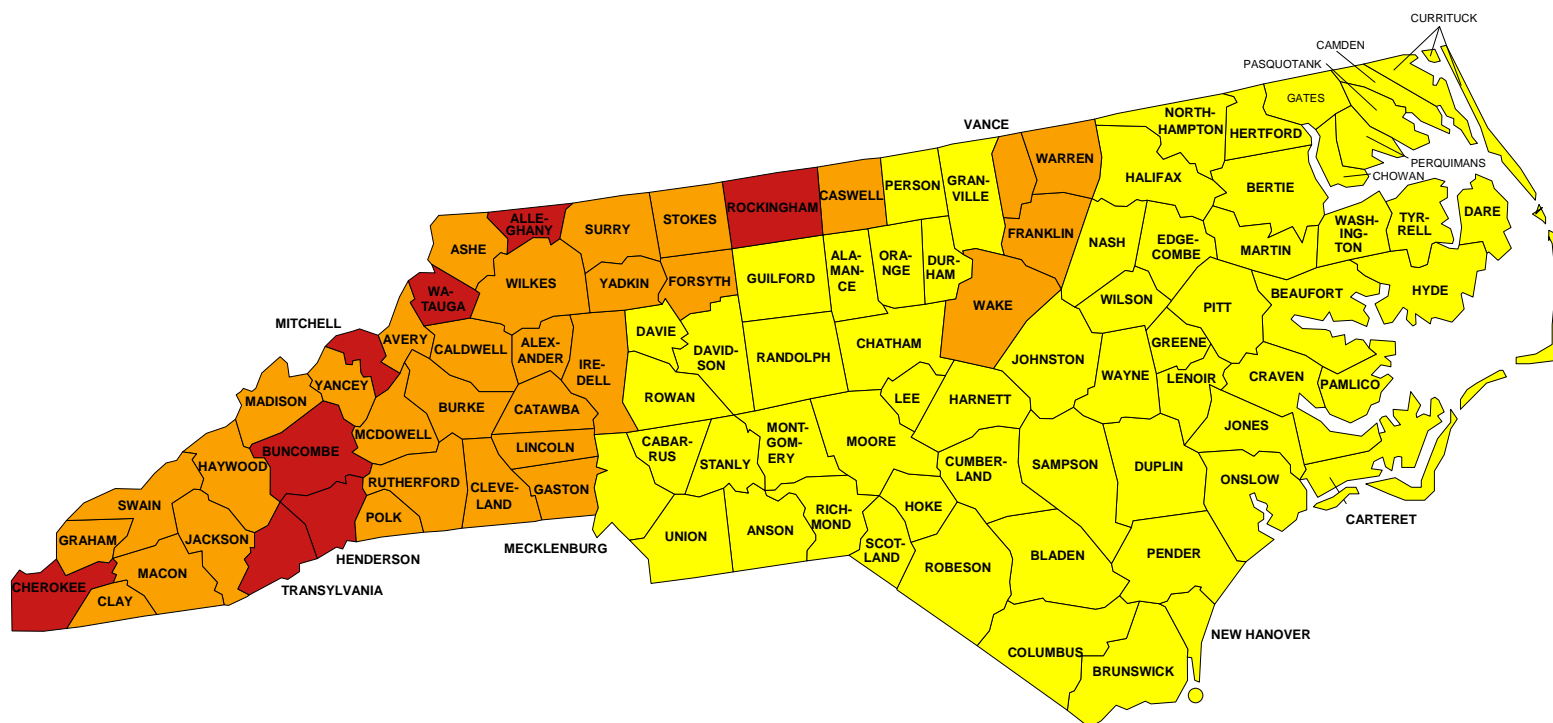 CURRITUCK
CAMDEN
PASQUOTANK
GATES
NORTH-
HAMPTON
HERTFORD
VANCE
WARREN
PERQUIMANS
CHOWAN
HALIFAX
BERTIE
PERSON
GRAN-
VILLE
CASWELL
ROCKINGHAM
STOKES
SURRY
ALLE-
GHANY
ASHE
WASH-
ING-
TON
TYR-
RELL
DARE
FRANKLIN
NASH
EDGE-
COMBE
MARTIN
WILKES
YADKIN
FORSYTH
GUILFORD
ALA-
MANCE
OR-
ANGE
DUR-
HAM
WA-
TAUGA
WAKE
WILSON
PITT
BEAUFORT
HYDE
MITCHELL
AVERY
CALDWELL
ALEX-
ANDER
IRE-
DELL
DAVIE
DAVID-
SON
RANDOLPH
CHATHAM
JOHNSTON
GREENE
WAYNE
LENOIR
CRAVEN
PAMLICO
YANCEY
MADISON
BURKE
CATAWBA
ROWAN
LEE
HARNETT
MCDOWELL
BUNCOMBE
HAYWOOD
LINCOLN
CABAR-
RUS
STANLY
MONT-
GOM-
ERY
MOORE
JONES
CUMBER-
LAND
SAMPSON
DUPLIN
ONSLOW
RUTHERFORD
CLEVE-
LAND
GASTON
SWAIN
POLK
GRAHAM
JACKSON
MACON
CHEROKEE
CLAY
HENDERSON
TRANSYLVANIA
MECKLENBURG
UNION
ANSON
RICH-
MOND
HOKE
SCOT-
LAND
ROBESON
BLADEN
PENDER
CARTERET
COLUMBUS
BRUNSWICK
NEW HANOVER